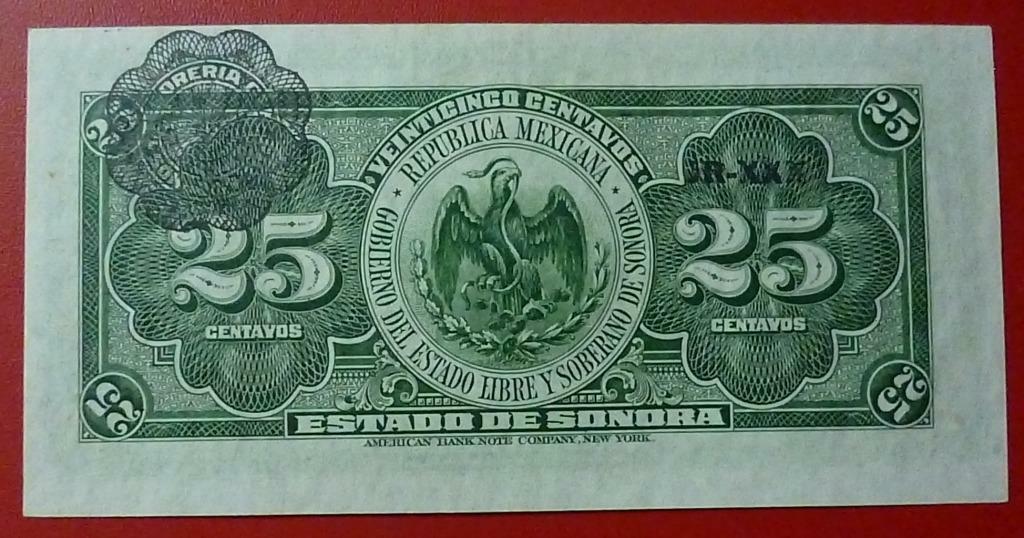 25
25
VEINTICINCO CENTAVOS
REPUBLICA MEXICANA
GOBIERNO DEL ESTADO LIBRE Y SOBERANO DE SONORA
25
25
CENTAVOS
CENTAVOS
25
25
ESTADO DE SONORA
AMERICAN BANK NOTE COMPANY, NEW YORK.